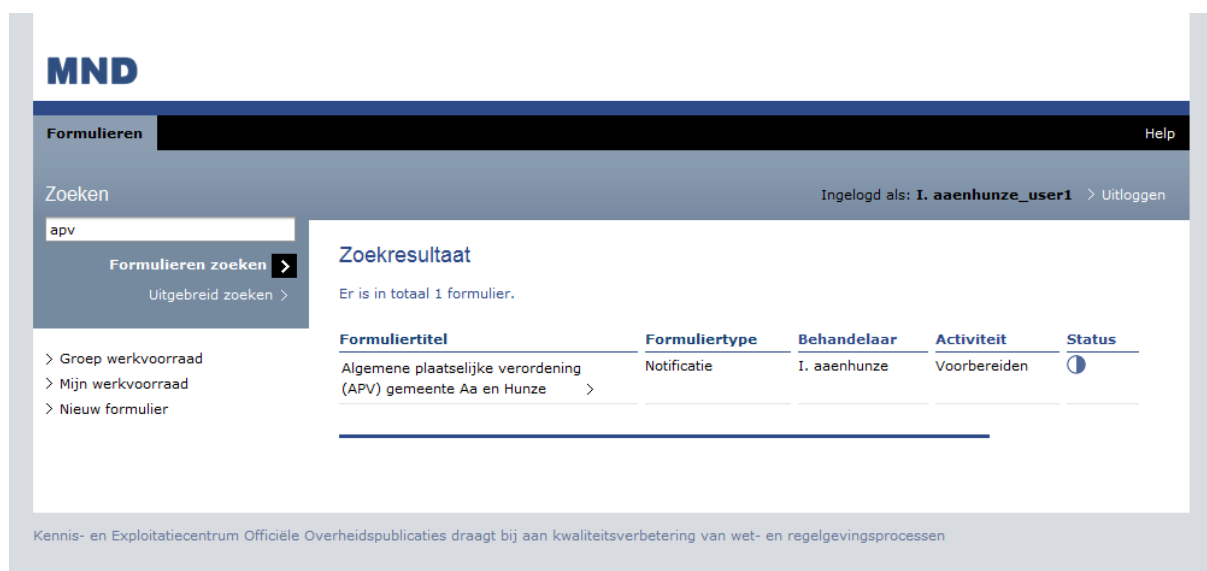 MND
Formulieren
Help
Zoeken
Ingelogd als: I. aaenhunze_user1 > Uitloggen
apv
Formulieren zoeken >
Uitgebreid zoeken >
> Groep werkvoorraad
> Mijn werkvoorraad
> Nieuw formulier
Zoekresultaat
Er is in totaal 1 formulier.
Formuliertitel Formuliertype Behandelaar Activiteit Status
Algemene plaatselijke verordening Notificatie I. aaenhunze Voorbereiden
(APV) gemeente Aa en Hunze >
Kennis- en Exploitatiecentrum Officiële Overheidspublicaties draagt bij aan kwaliteitsverbetering van wet- en regelgevingsprocessen